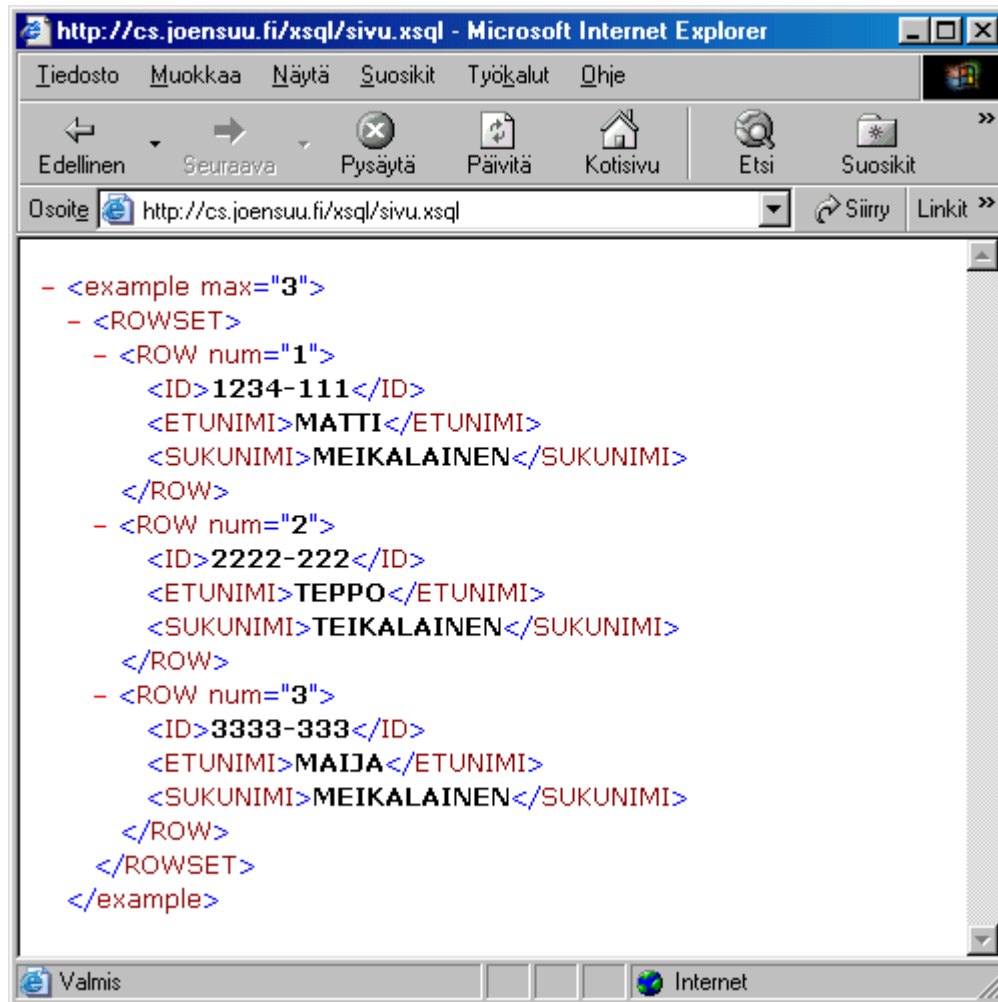 http://cs.joensuu.fi/xsql/sivu.xsql - Microsoft Internet Explorer
Tiedosto Muokkaa Näytä Suosikit Työkalut Ohje
Edellinen Seuraava Pysäytä Päivitä Kotisivu Etsi Suosikit »
Osoite http://cs.joensuu.fi/xsql/sivu.xsql Siirry Linkit »
- <example max="3">
- <ROWSET>
- <ROW num="1">
<ID>1234-111</ID>
<ETUNIMI>MATTI</ETUNIMI>
<SUKUNIMI>MEIKALAINEN</SUKUNIMI>
</ROW>
- <ROW num="2">
<ID>2222-222</ID>
<ETUNIMI>TEPPO</ETUNIMI>
<SUKUNIMI>TEIKALAINEN</SUKUNIMI>
</ROW>
- <ROW num="3">
<ID>3333-333</ID>
<ETUNIMI>MAIJA</ETUNIMI>
<SUKUNIMI>MEIKALAINEN</SUKUNIMI>
</ROW>
</ROWSET>
</example>
Valmis Internet